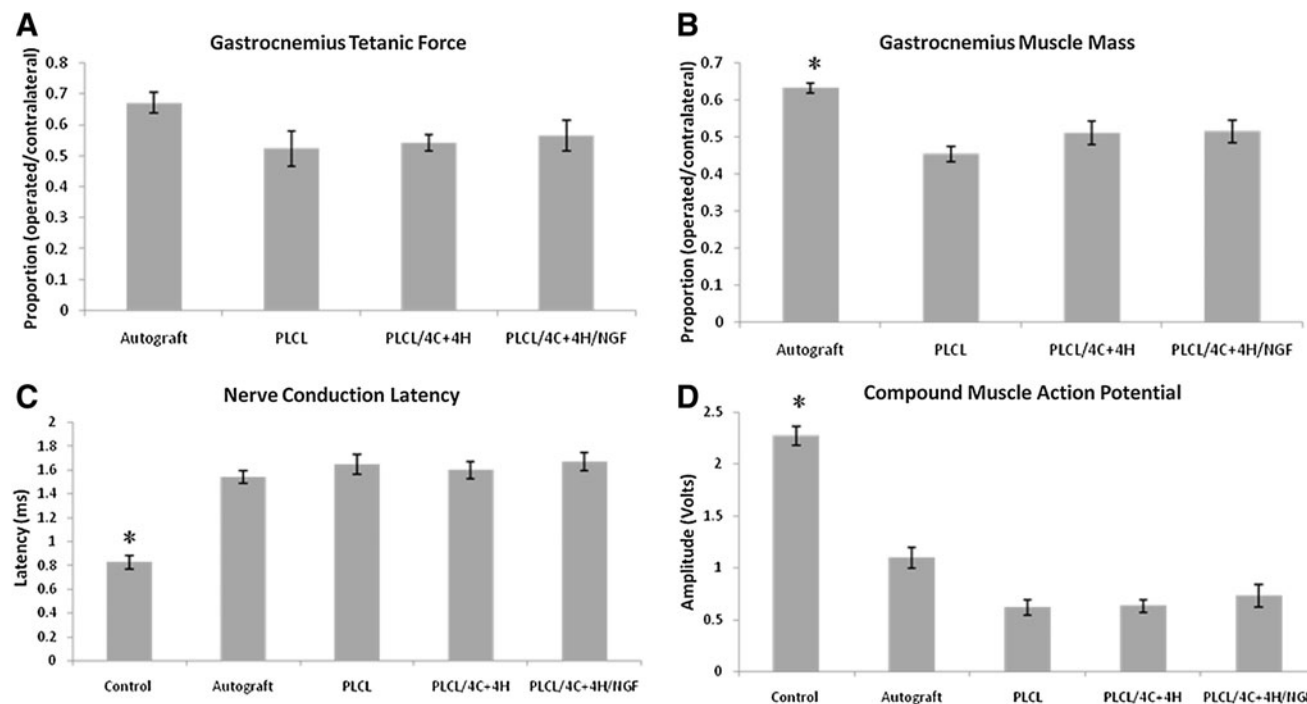 A
Gastrocnemius Tetanic Force
Proportion (operated/contralateral)
0.8
0.7
0.6
0.5
0.4
0.3
0.2
0.1
0
Autograft
PLCL
PLCL/4C+4H
PLCL/4C+4H/NGF
B
Gastrocnemius Muscle Mass
Proportion (operated/contralateral)
0.7
0.6
0.5
0.4
0.3
0.2
0.1
0
*
Autograft
PLCL
PLCL/4C+4H
PLCL/4C+4H/NGF
C
Nerve Conduction Latency
Latency (ms)
2
1.8
1.6
1.4
1.2
1
0.8
0.6
0.4
0.2
0
*
Control
Autograft
PLCL
PLCL/4C+4H
PLCL/4C+4H/NGF
D
Compound Muscle Action Potential
Amplitude (Volts)
2.5
2
1.5
1
0.5
0
*
Control
Autograft
PLCL
PLCL/4C+4H
PLCL/4C+4H/NGF